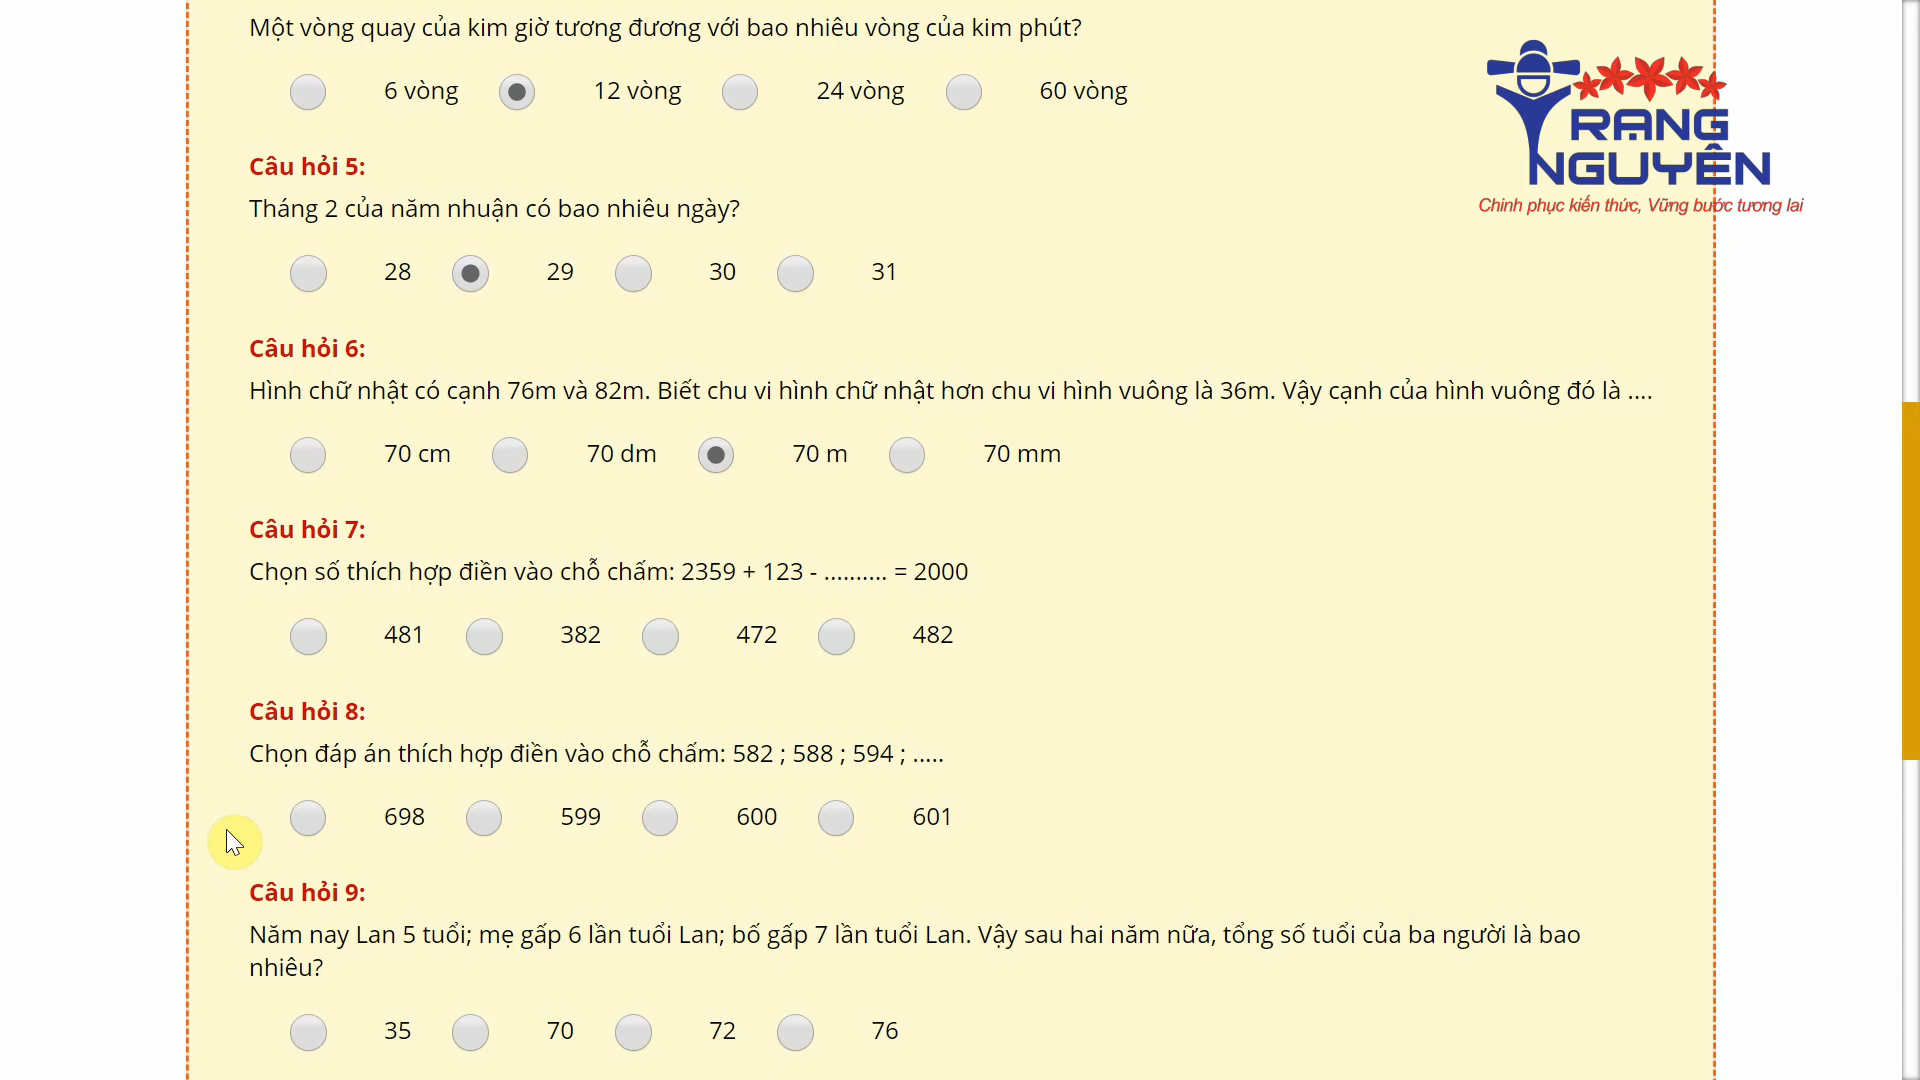 Một vòng quay của kim giờ tương đương với bao nhiêu vòng của kim phút?
6 vòng 12 vòng 24 vòng 60 vòng
TRẠNG
NGUYÊN
Chinh phục kiến thức, Vững bước tương lai
Câu hỏi 5:
Tháng 2 của năm nhuận có bao nhiêu ngày?
28 29 30 31
Câu hỏi 6:
Hình chữ nhật có cạnh 76m và 82m. Biết chu vi hình chữ nhật hơn chu vi hình vuông là 36m. Vậy cạnh của hình vuông đó là ....
70 cm 70 dm 70 m 70 mm
Câu hỏi 7:
Chọn số thích hợp điền vào chỗ chấm: 2359 + 123 - .......... = 2000
481 382 472 482
Câu hỏi 8:
Chọn đáp án thích hợp điền vào chỗ chấm: 582 ; 588 ; 594 ; .....
698 599 600 601
Câu hỏi 9:
Năm nay Lan 5 tuổi; mẹ gấp 6 lần tuổi Lan; bố gấp 7 lần tuổi Lan. Vậy sau hai năm nữa, tổng số tuổi của ba người là bao
nhiêu?
35 70 72 76